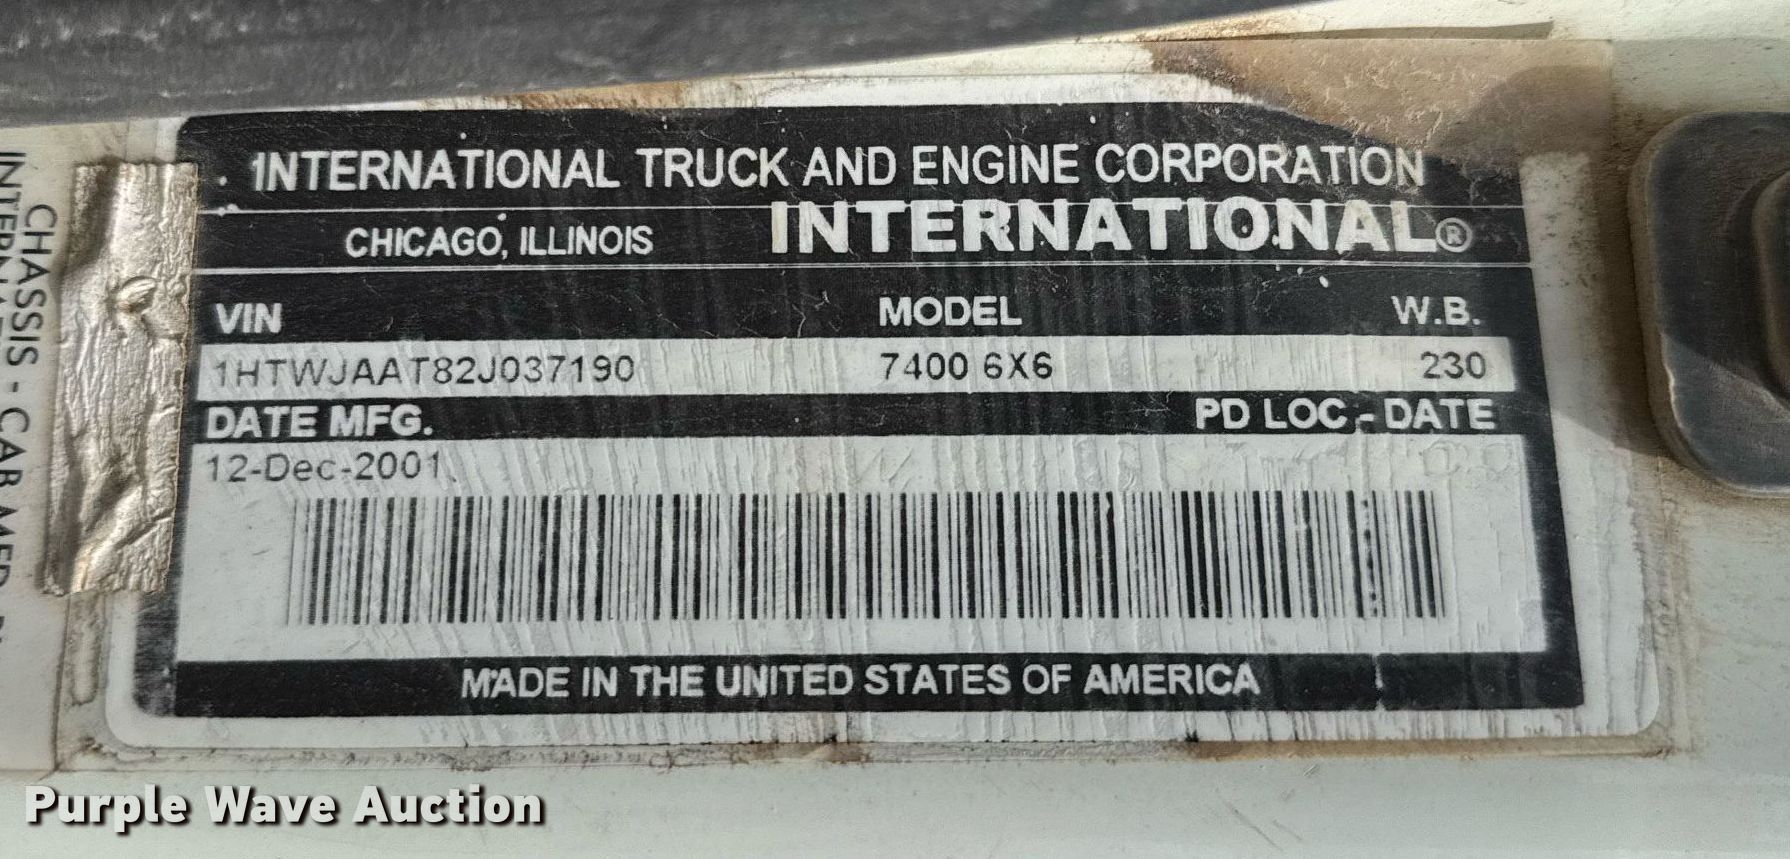 INTERNATIONAL TRUCK AND ENGINE CORPORATION
CHICAGO, ILLINOIS INTERNATIONAL®
VIN MODEL W.B.
1HTWJAAT82J037190 7400 6X6 230
DATE MFG. PD LOC - DATE
12-Dec-2001
MADE IN THE UNITED STATES OF AMERICA
CHASSIS - CAB
Purple Wave Auction